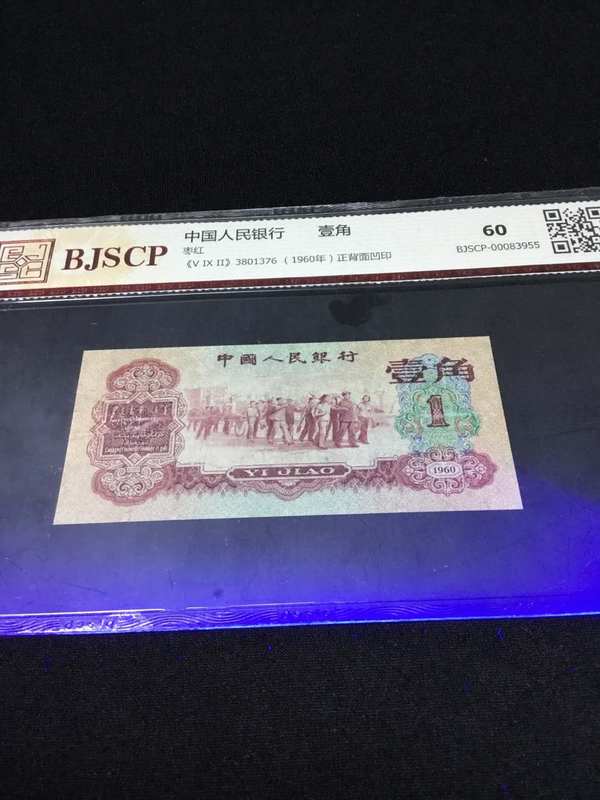 BJSCP
中国人民银行 壹角
枣红
《V IX II》3801376 (1960年) 正背面凹印
60
BJSCP-00083955
中國人民銀行
壹角
1
YI JIAO
1960